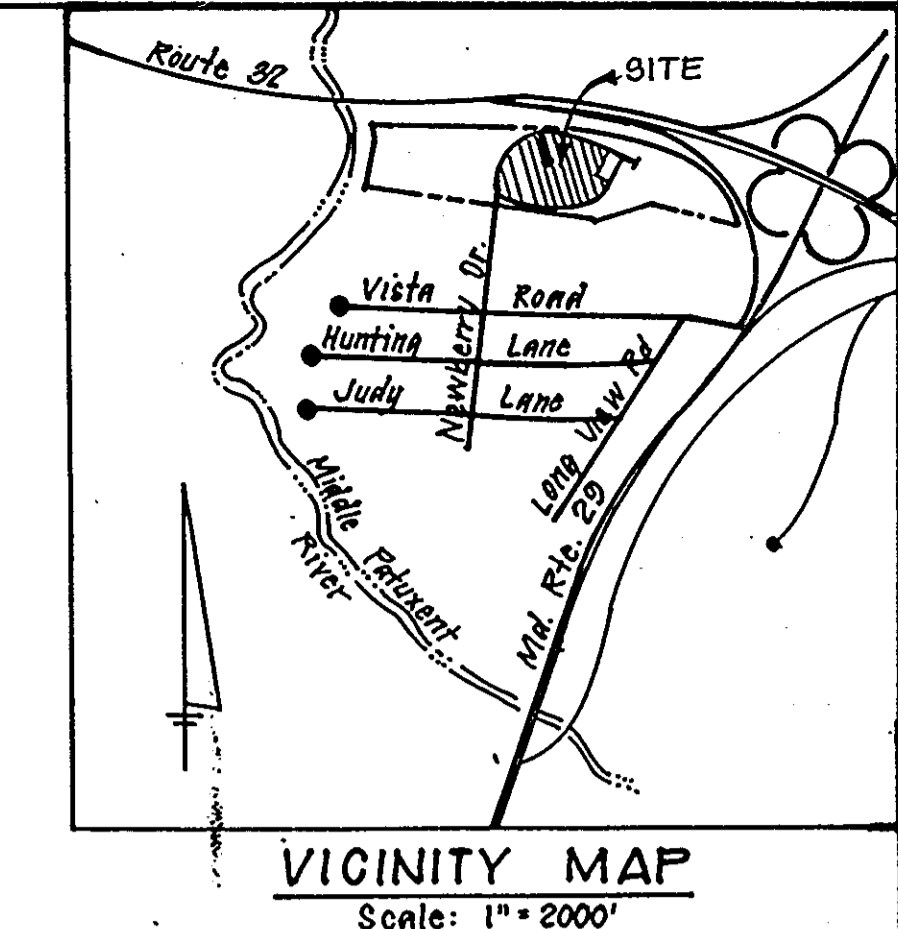 Route 32
SITE
Newberry Dr.
Vista Road
Hunting Lane
Judy Lane
Long View Rd
Md. Rte. 29
Middle Patuxent
River
VICINITY MAP
Scale: 1" = 2000'